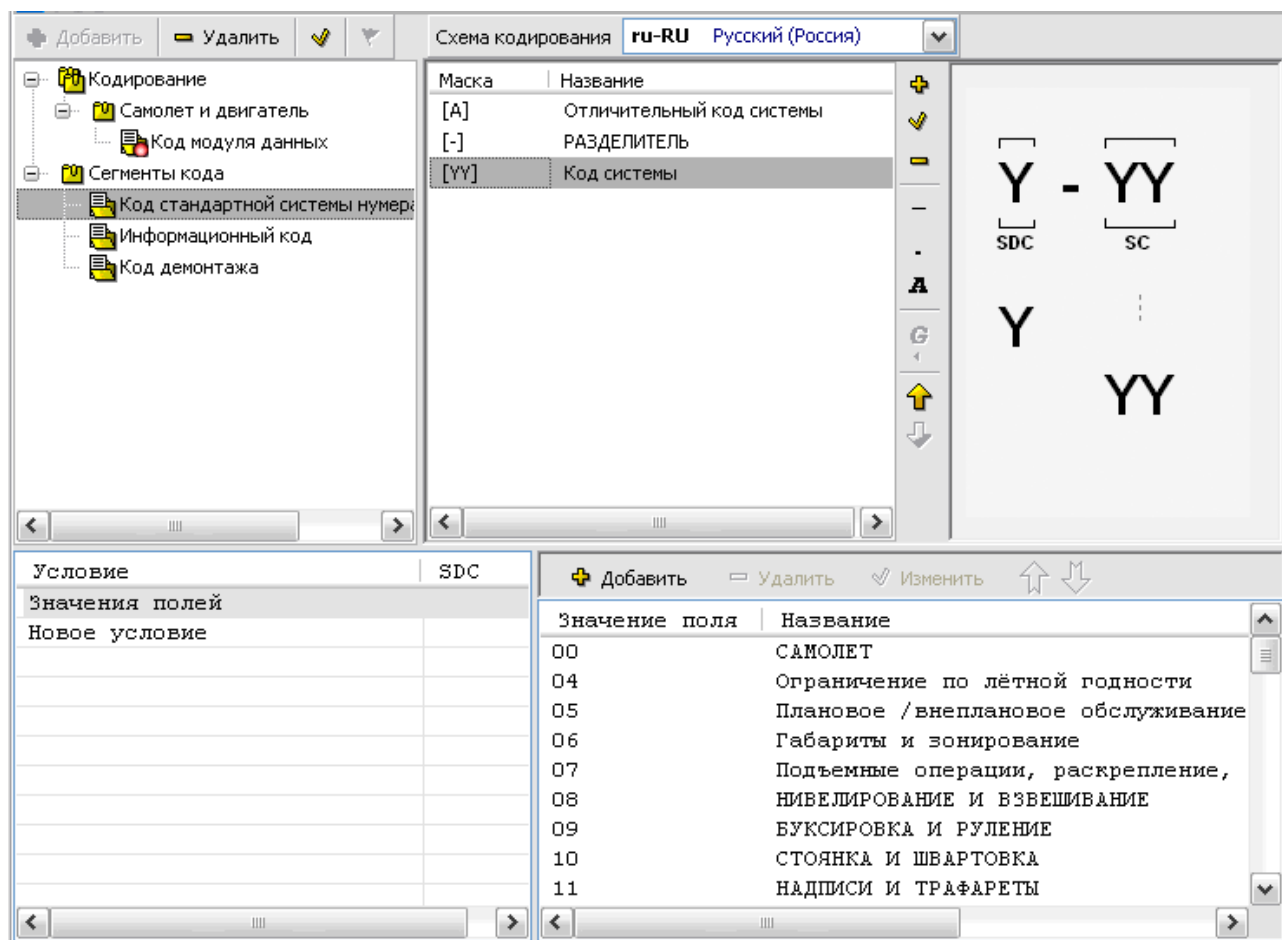 Добавить Удалить Схема кодирования ru-RU Русский (Россия)
Кодирование
Самолет и двигатель
Код модуля данных
Сегменты кода
Код стандартной системы нумера
Информационный код
Код демонтажа
Маска Название
[A] Отличительный код системы
[-] РАЗДЕЛИТЕЛЬ
[YY] Код системы
–
.
A
G
Y - YY
SDC SC
Y
YY
Условие SDC
Значения полей
Новое условие
Добавить Удалить Изменить
Значение поля Название
00 САМОЛЕТ
04 Ограничение по лётной годности
05 Плановое /внеплановое обслуживание
06 Габариты и зонирование
07 Подъемные операции, раскрепление,
08 НИВЕЛИРОВАНИЕ И ВЗВЕШИВАНИЕ
09 БУКСИРОВКА И РУЛЕНИЕ
10 СТОЯНКА И ШВАРТОВКА
11 НАДПИСИ И ТРАФАРЕТЫ